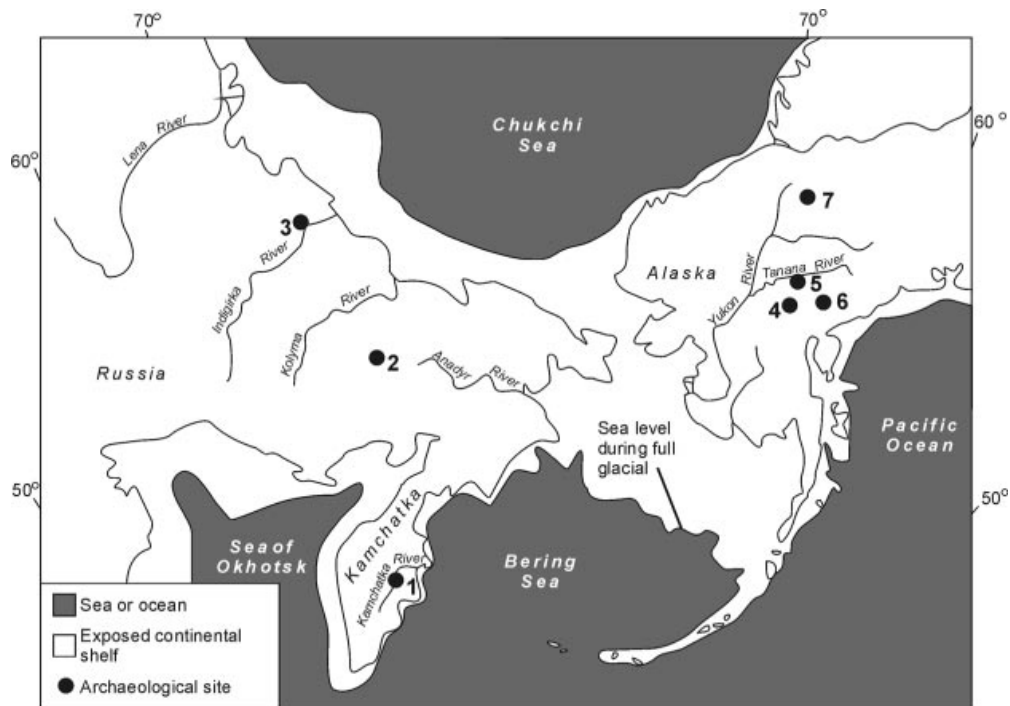 70°
70°
Chukchi
Sea
Lena River
60°
60°
3
7
Indigirka River
Kolyma River
Alaska
Yukon River
Tanana River
5
4
6
2
Anadyr River
Russia
Sea level
during full
glacial
Pacific
Ocean
50°
50°
Kamchatka
Sea of
Okhotsk
Bering
Sea
Kamchatka River
1
Sea or ocean
Exposed continental
shelf
Archaeological site